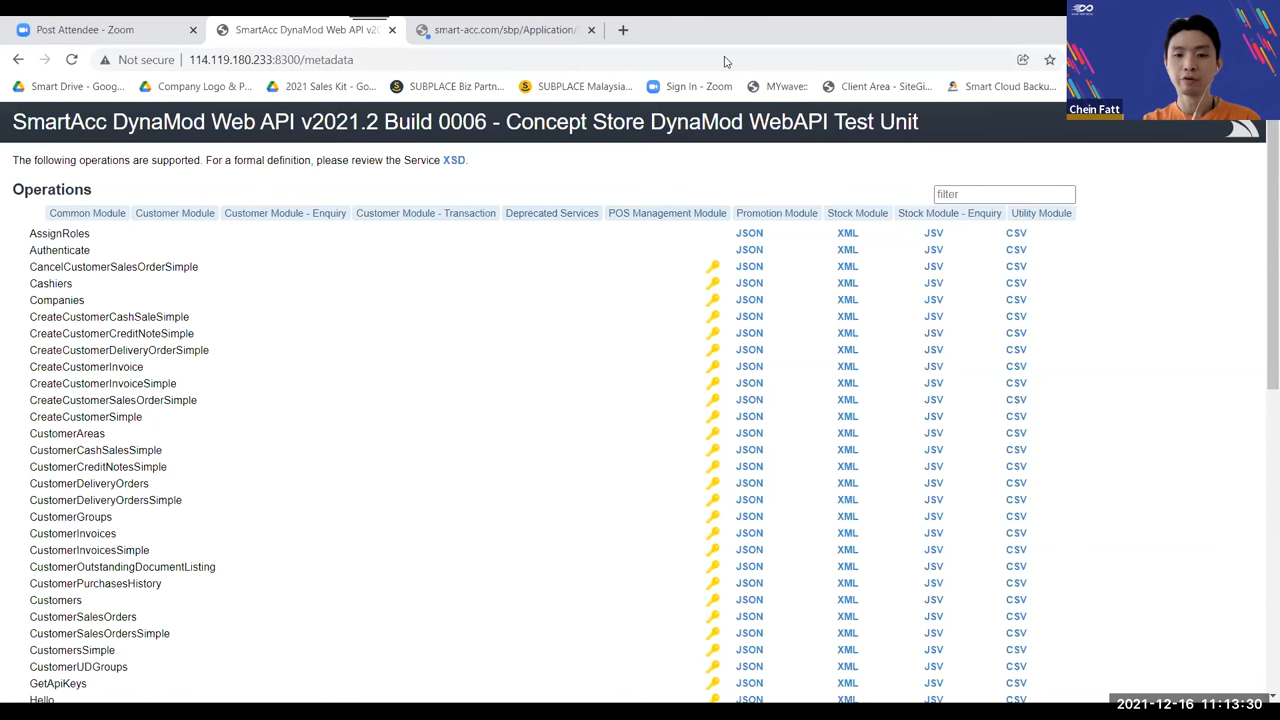 Post Attendee - Zoom
SmartAcc DynaMod Web API v20
smart-acc.com/sbp/Application/
Not secure
114.119.180.233:8300/metadata
Smart Drive - Goog...
Company Logo & P...
2021 Sales Kit - Go...
SUBPLACE Biz Partn...
SUBPLACE Malaysia...
Sign In - Zoom
MYwave::
Client Area - SiteGi...
Smart Cloud Backu...
Chein Fatt
SmartAcc DynaMod Web API v2021.2 Build 0006 - Concept Store DynaMod WebAPI Test Unit
The following operations are supported. For a formal definition, please review the Service XSD.
Operations
filter
Common Module Customer Module Customer Module - Enquiry Customer Module - Transaction Deprecated Services POS Management Module Promotion Module Stock Module Stock Module - Enquiry Utility Module
AssignRoles JSON XML JSV CSV
Authenticate JSON XML JSV CSV
CancelCustomerSalesOrderSimple JSON XML JSV CSV
Cashiers JSON XML JSV CSV
Companies JSON XML JSV CSV
CreateCustomerCashSaleSimple JSON XML JSV CSV
CreateCustomerCreditNoteSimple JSON XML JSV CSV
CreateCustomerDeliveryOrderSimple JSON XML JSV CSV
CreateCustomerInvoice JSON XML JSV CSV
CreateCustomerInvoiceSimple JSON XML JSV CSV
CreateCustomerSalesOrderSimple JSON XML JSV CSV
CreateCustomerSimple JSON XML JSV CSV
CustomerAreas JSON XML JSV CSV
CustomerCashSalesSimple JSON XML JSV CSV
CustomerCreditNotesSimple JSON XML JSV CSV
CustomerDeliveryOrders JSON XML JSV CSV
CustomerDeliveryOrdersSimple JSON XML JSV CSV
CustomerGroups JSON XML JSV CSV
CustomerInvoices JSON XML JSV CSV
CustomerInvoicesSimple JSON XML JSV CSV
CustomerOutstandingDocumentListing JSON XML JSV CSV
CustomerPurchasesHistory JSON XML JSV CSV
Customers JSON XML JSV CSV
CustomerSalesOrders JSON XML JSV CSV
CustomerSalesOrdersSimple JSON XML JSV CSV
CustomersSimple JSON XML JSV CSV
CustomerUDGroups JSON XML JSV CSV
GetApiKeys JSON XML JSV CSV
Hello JSON XML JSV CSV
2021-12-16 11:13:30